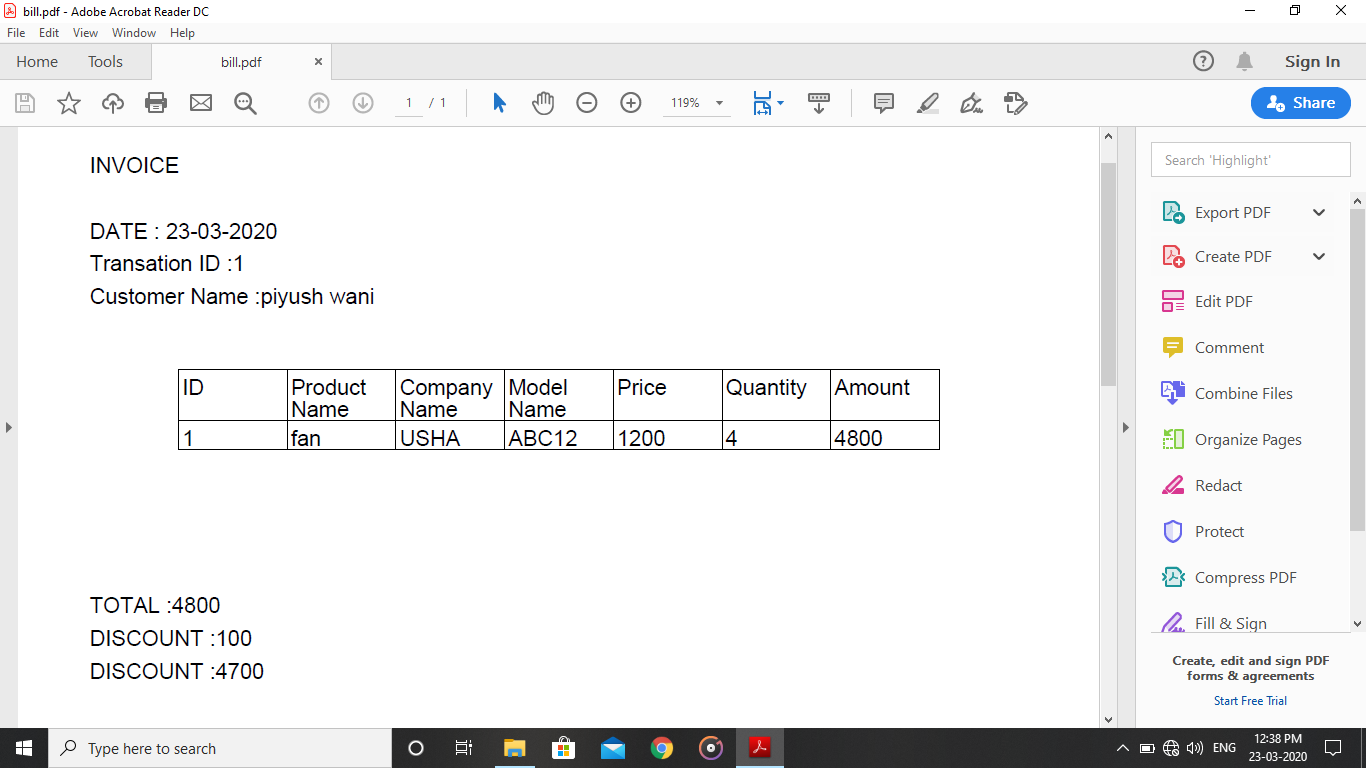 bill.pdf - Adobe Acrobat Reader DC
File Edit View Window Help
Home Tools bill.pdf × Sign In
1 / 1 119% Share
INVOICE
DATE : 23-03-2020
Transation ID :1
Customer Name :piyush wani
ID Product Name Company Name Model Name Price Quantity Amount
1 fan USHA ABC12 1200 4 4800
TOTAL :4800
DISCOUNT :100
DISCOUNT :4700
Search 'Highlight'
Export PDF
Create PDF
Edit PDF
Comment
Combine Files
Organize Pages
Redact
Protect
Compress PDF
Fill & Sign
Create, edit and sign PDF
forms & agreements
Start Free Trial
Type here to search
ENG 12:38 PM
23-03-2020